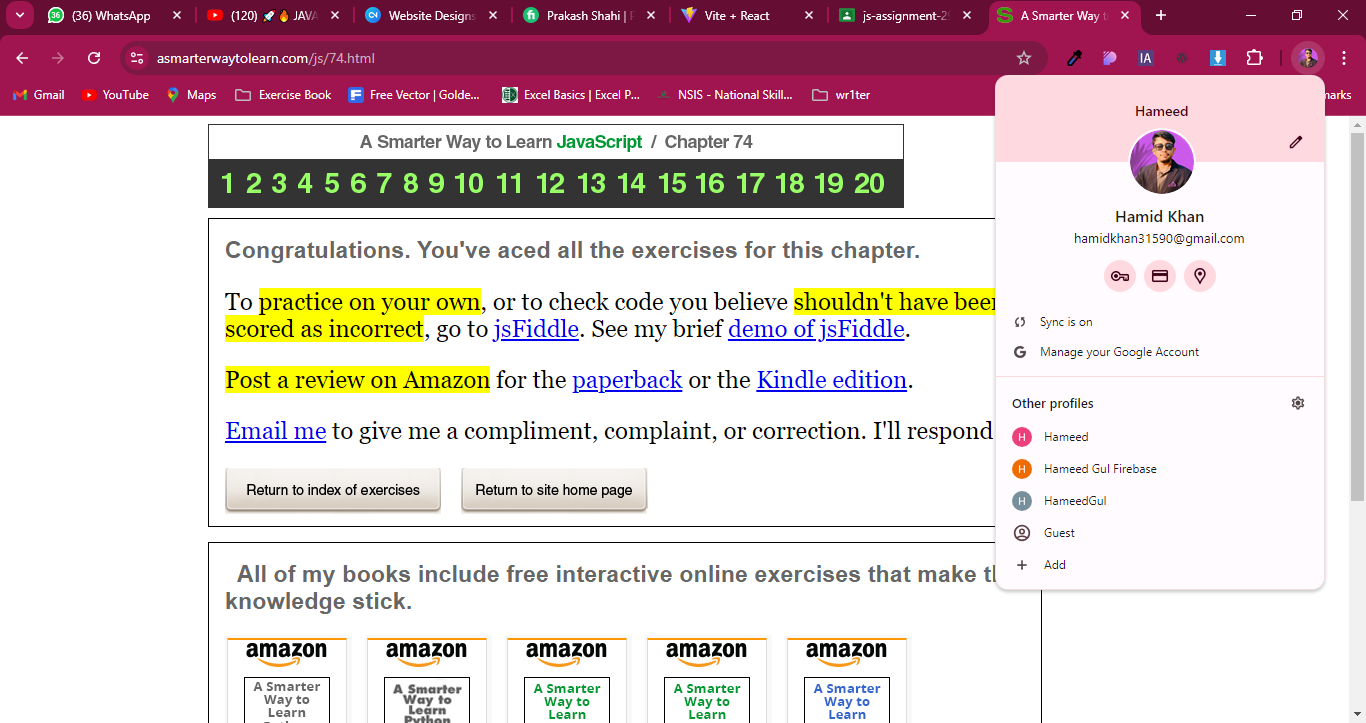 (36) WhatsApp
(120) 🚀🔥 JAVA
Website Designs
Prakash Shahi | F
Vite + React
js-assignment-2
A Smarter Way t
asmarterwaytolearn.com/js/74.html
IA
Gmail
YouTube
Maps
Exercise Book
Free Vector | Golde...
Excel Basics | Excel P...
NSIS - National Skill...
wr1ter
marks
A Smarter Way to Learn JavaScript / Chapter 74
1 2 3 4 5 6 7 8 9 10 11 12 13 14 15 16 17 18 19 20
Congratulations. You've aced all the exercises for this chapter.
To practice on your own, or to check code you believe shouldn't have been
scored as incorrect, go to jsFiddle. See my brief demo of jsFiddle.
Post a review on Amazon for the paperback or the Kindle edition.
Email me to give me a compliment, complaint, or correction. I'll respond
Return to index of exercises
Return to site home page
All of my books include free interactive online exercises that make th
knowledge stick.
amazon
A Smarter
Way to
Learn
Python
amazon
A Smarter
Way to
Learn
Python
amazon
A Smarter
Way to
Learn
amazon
A Smarter
Way to
Learn
amazon
A Smarter
Way to
Learn
Hameed
Hamid Khan
hamidkhan31590@gmail.com
Sync is on
Manage your Google Account
Other profiles
H Hameed
H Hameed Gul Firebase
H HameedGul
Guest
Add